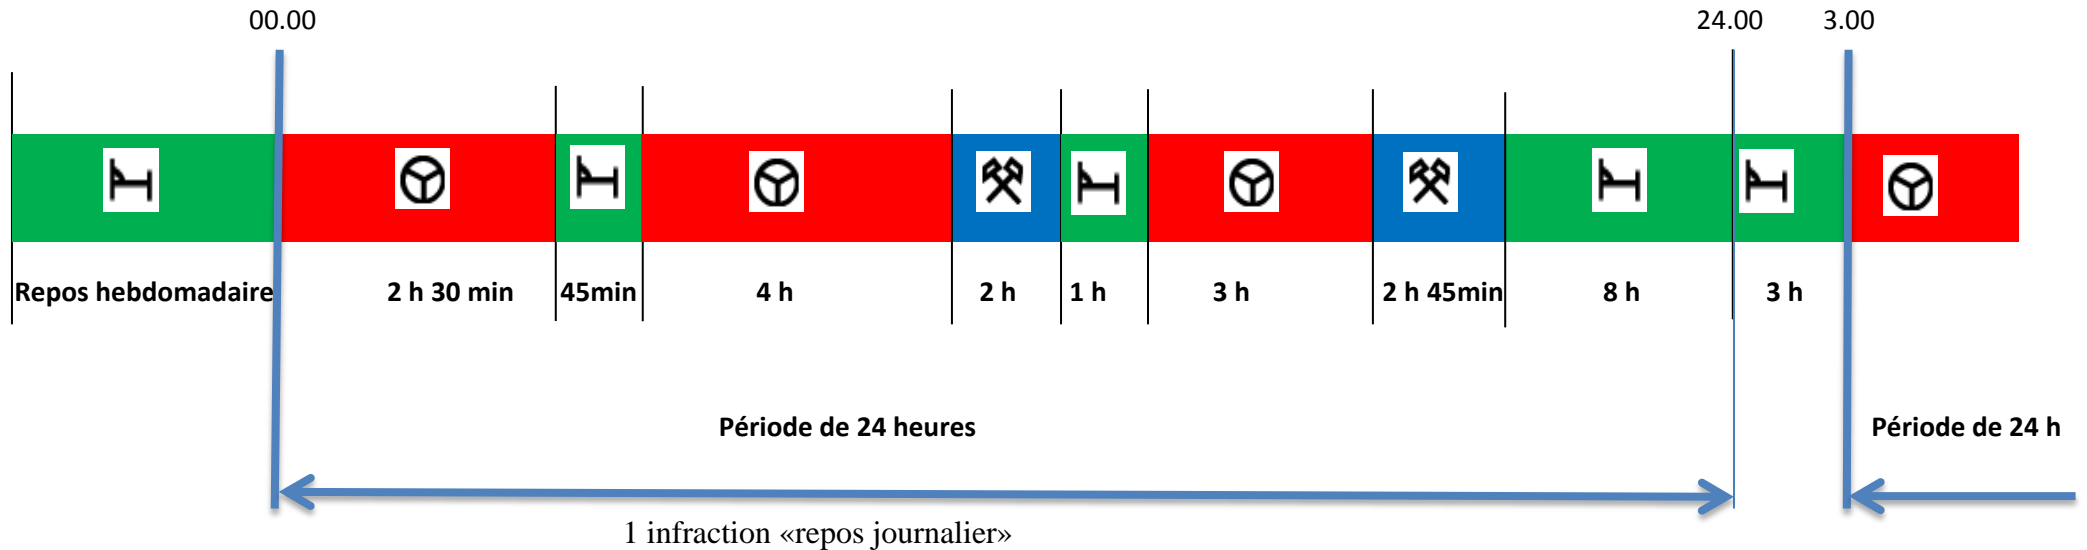 00.00 24.00 3.00
Repos hebdomadaire 2 h 30 min 45min 4 h 2 h 1 h 3 h 2 h 45min 8 h 3 h
Période de 24 heures Période de 24 h
1 infraction «repos journalier»